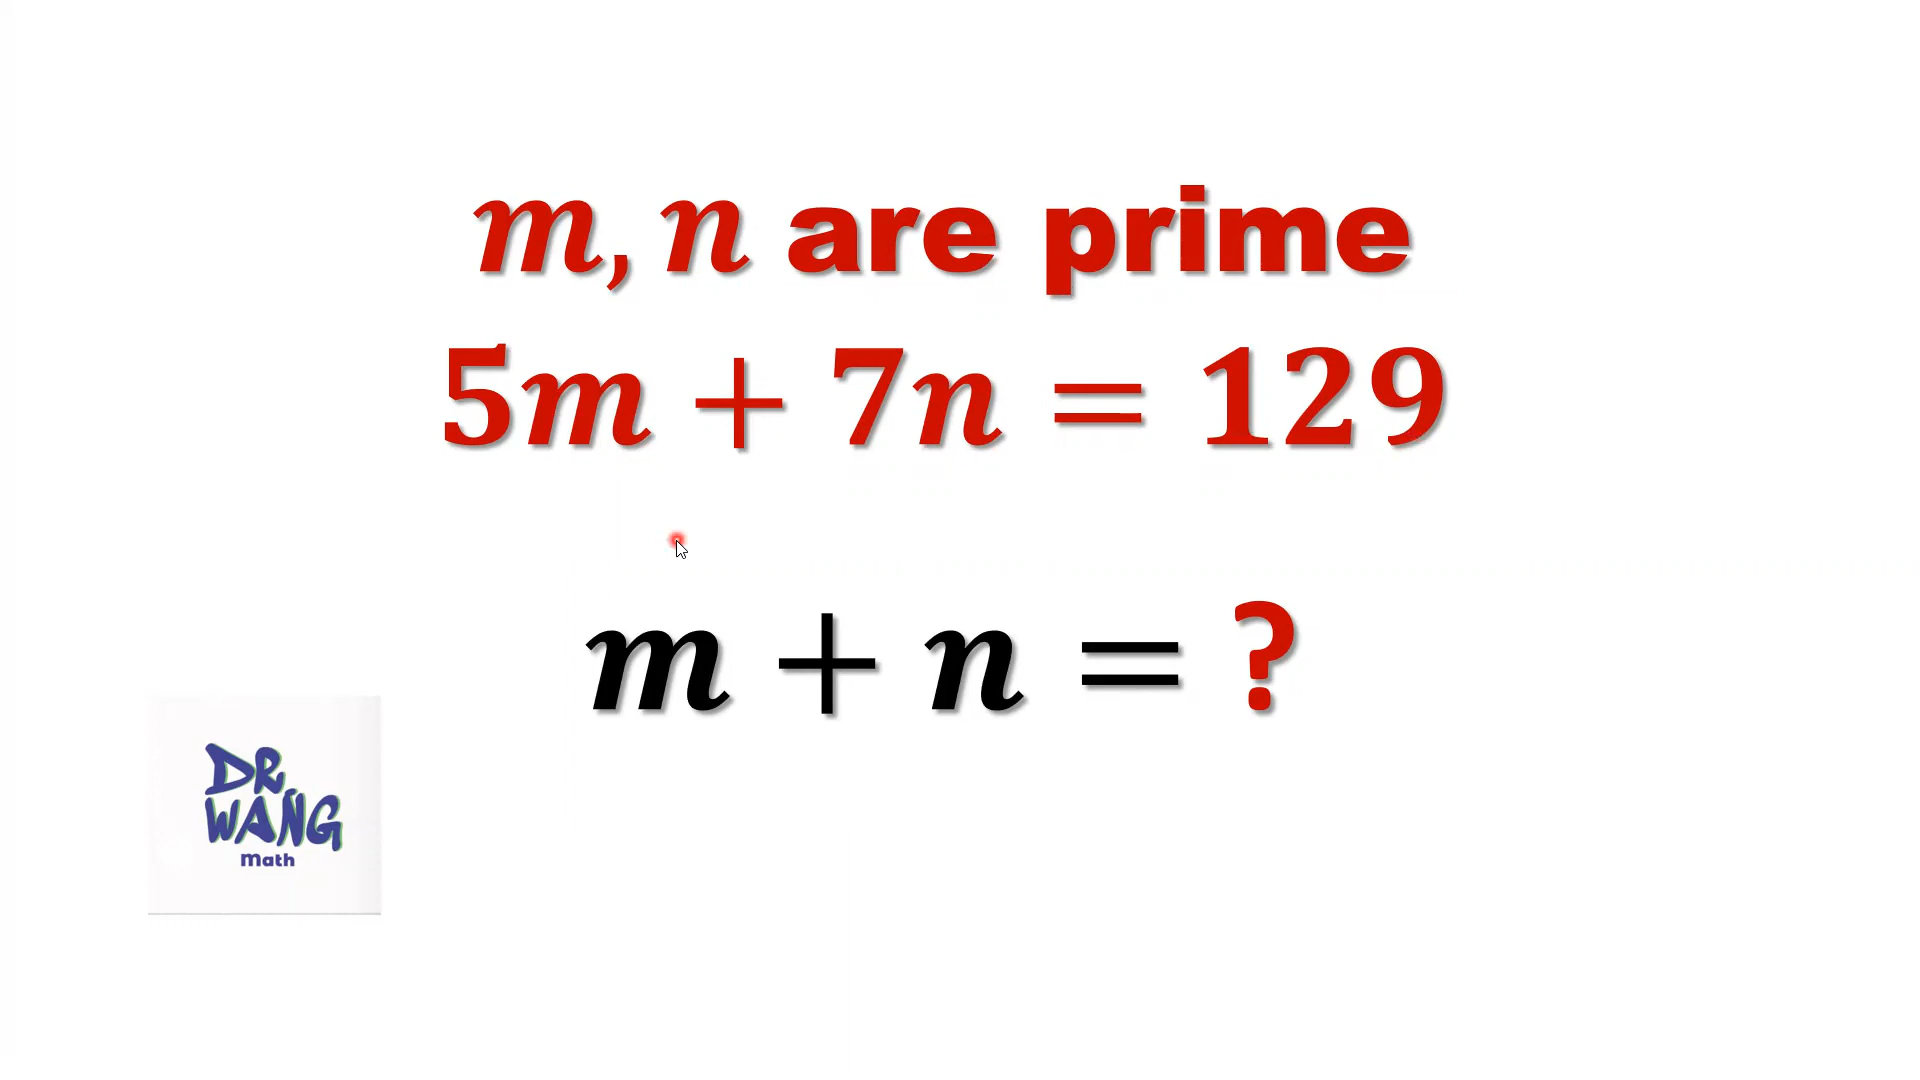 m, n are prime
5m + 7n = 129
m + n = ?
DR.
WANG
math